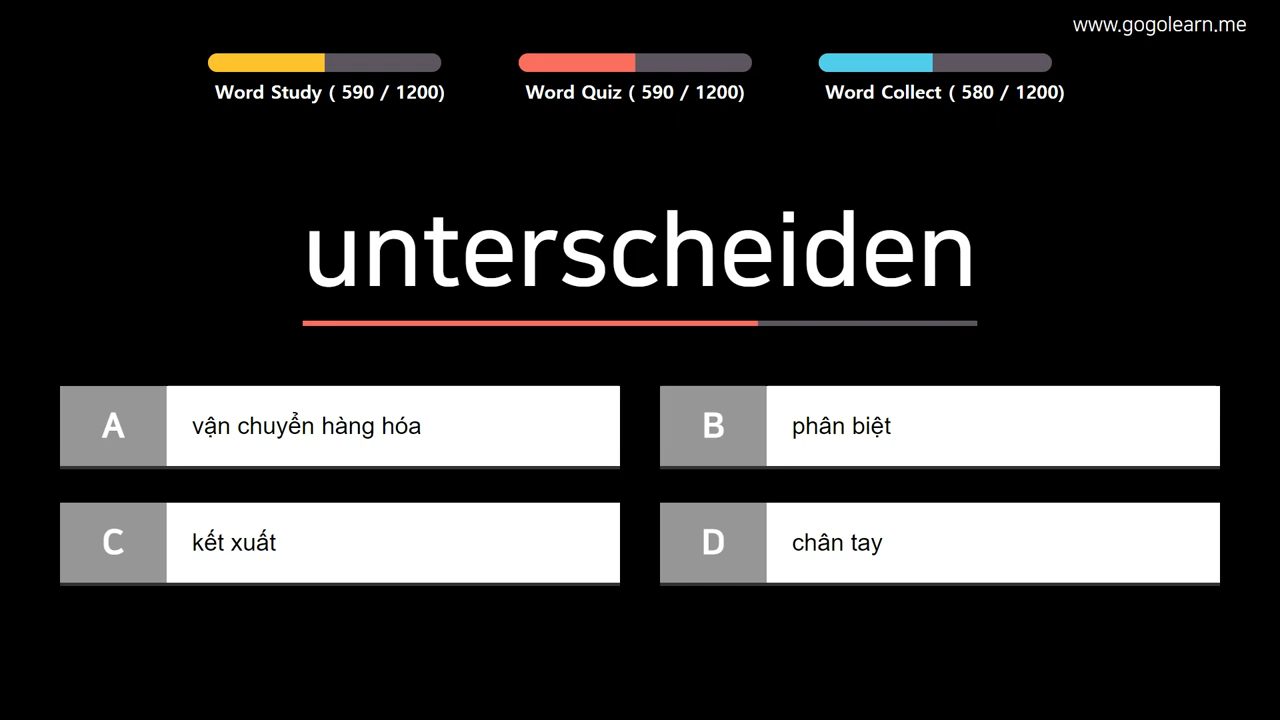 www.gogolearn.me
Word Study ( 590 / 1200)
Word Quiz ( 590 / 1200)
Word Collect ( 580 / 1200)
unterscheiden
A
vận chuyển hàng hóa
B
phân biệt
C
kết xuất
D
chân tay